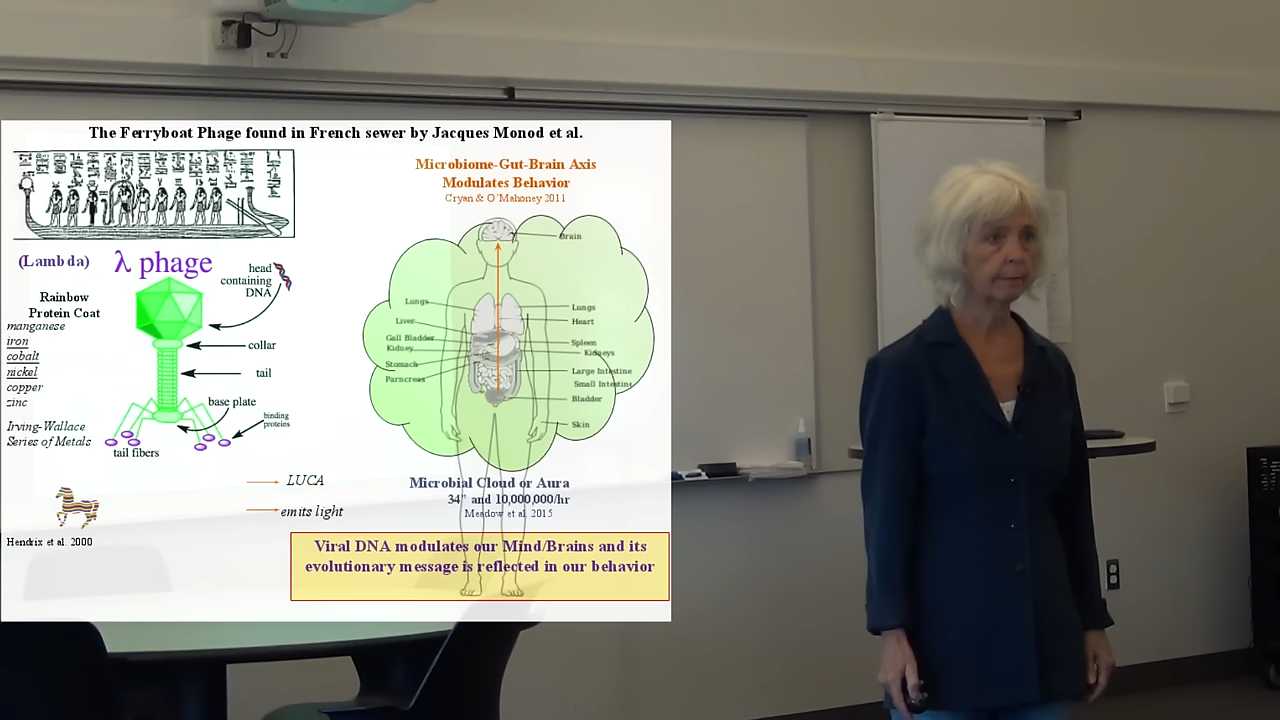 The Ferryboat Phage found in French sewer by Jacques Monod et al.
Microbiome-Gut-Brain Axis
Modulates Behavior
Cryan & O'Mahoney 2011
(Lambda)
λ phage
head
containing
DNA
Rainbow
Protein Coat
manganese
iron
cobalt
nickel
copper
zinc
Irving-Wallace
Series of Metals
collar
tail
base plate
binding
proteins
tail fibers
Hendrix et al. 2000
LUCA
emits light
Brain
Lungs
Liver
Gall Bladder
Kidney
Stomach
Parncreas
Lungs
Heart
Spleen
Kidneys
Large Intestine
Small Intestine
Bladder
Skin
Microbial Cloud or Aura
34" and 10,000,000/hr
Meadow et al. 2015
Viral DNA modulates our Mind/Brains and its
evolutionary message is reflected in our behavior